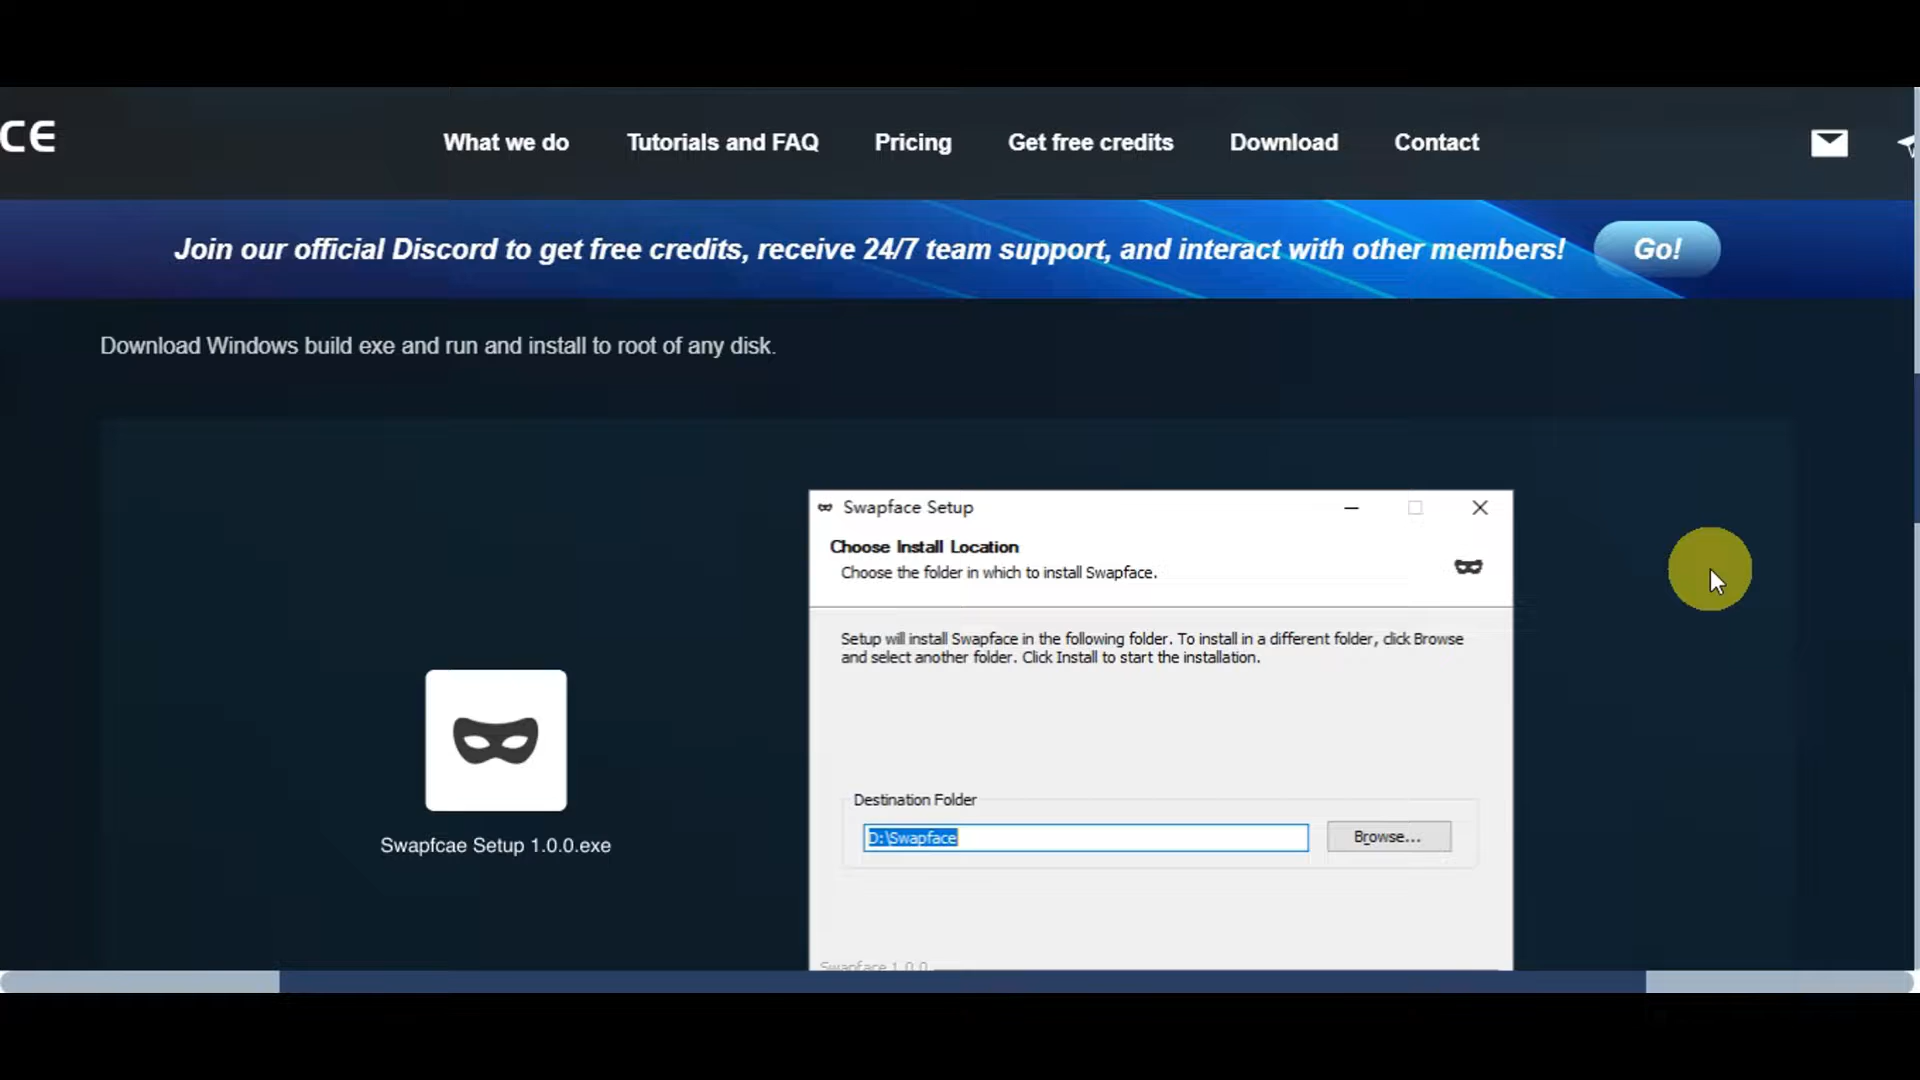 CE
What we do
Tutorials and FAQ
Pricing
Get free credits
Download
Contact
Join our official Discord to get free credits, receive 24/7 team support, and interact with other members!
Go!
Download Windows build exe and run and install to root of any disk.
Swapface Setup
Choose Install Location
Choose the folder in which to install Swapface.
Setup will install Swapface in the following folder. To install in a different folder, click Browse
and select another folder. Click Install to start the installation.
Destination Folder
D:\Swapface
Browse...
Swapfcae Setup 1.0.0.exe
Swapface 1.0.0